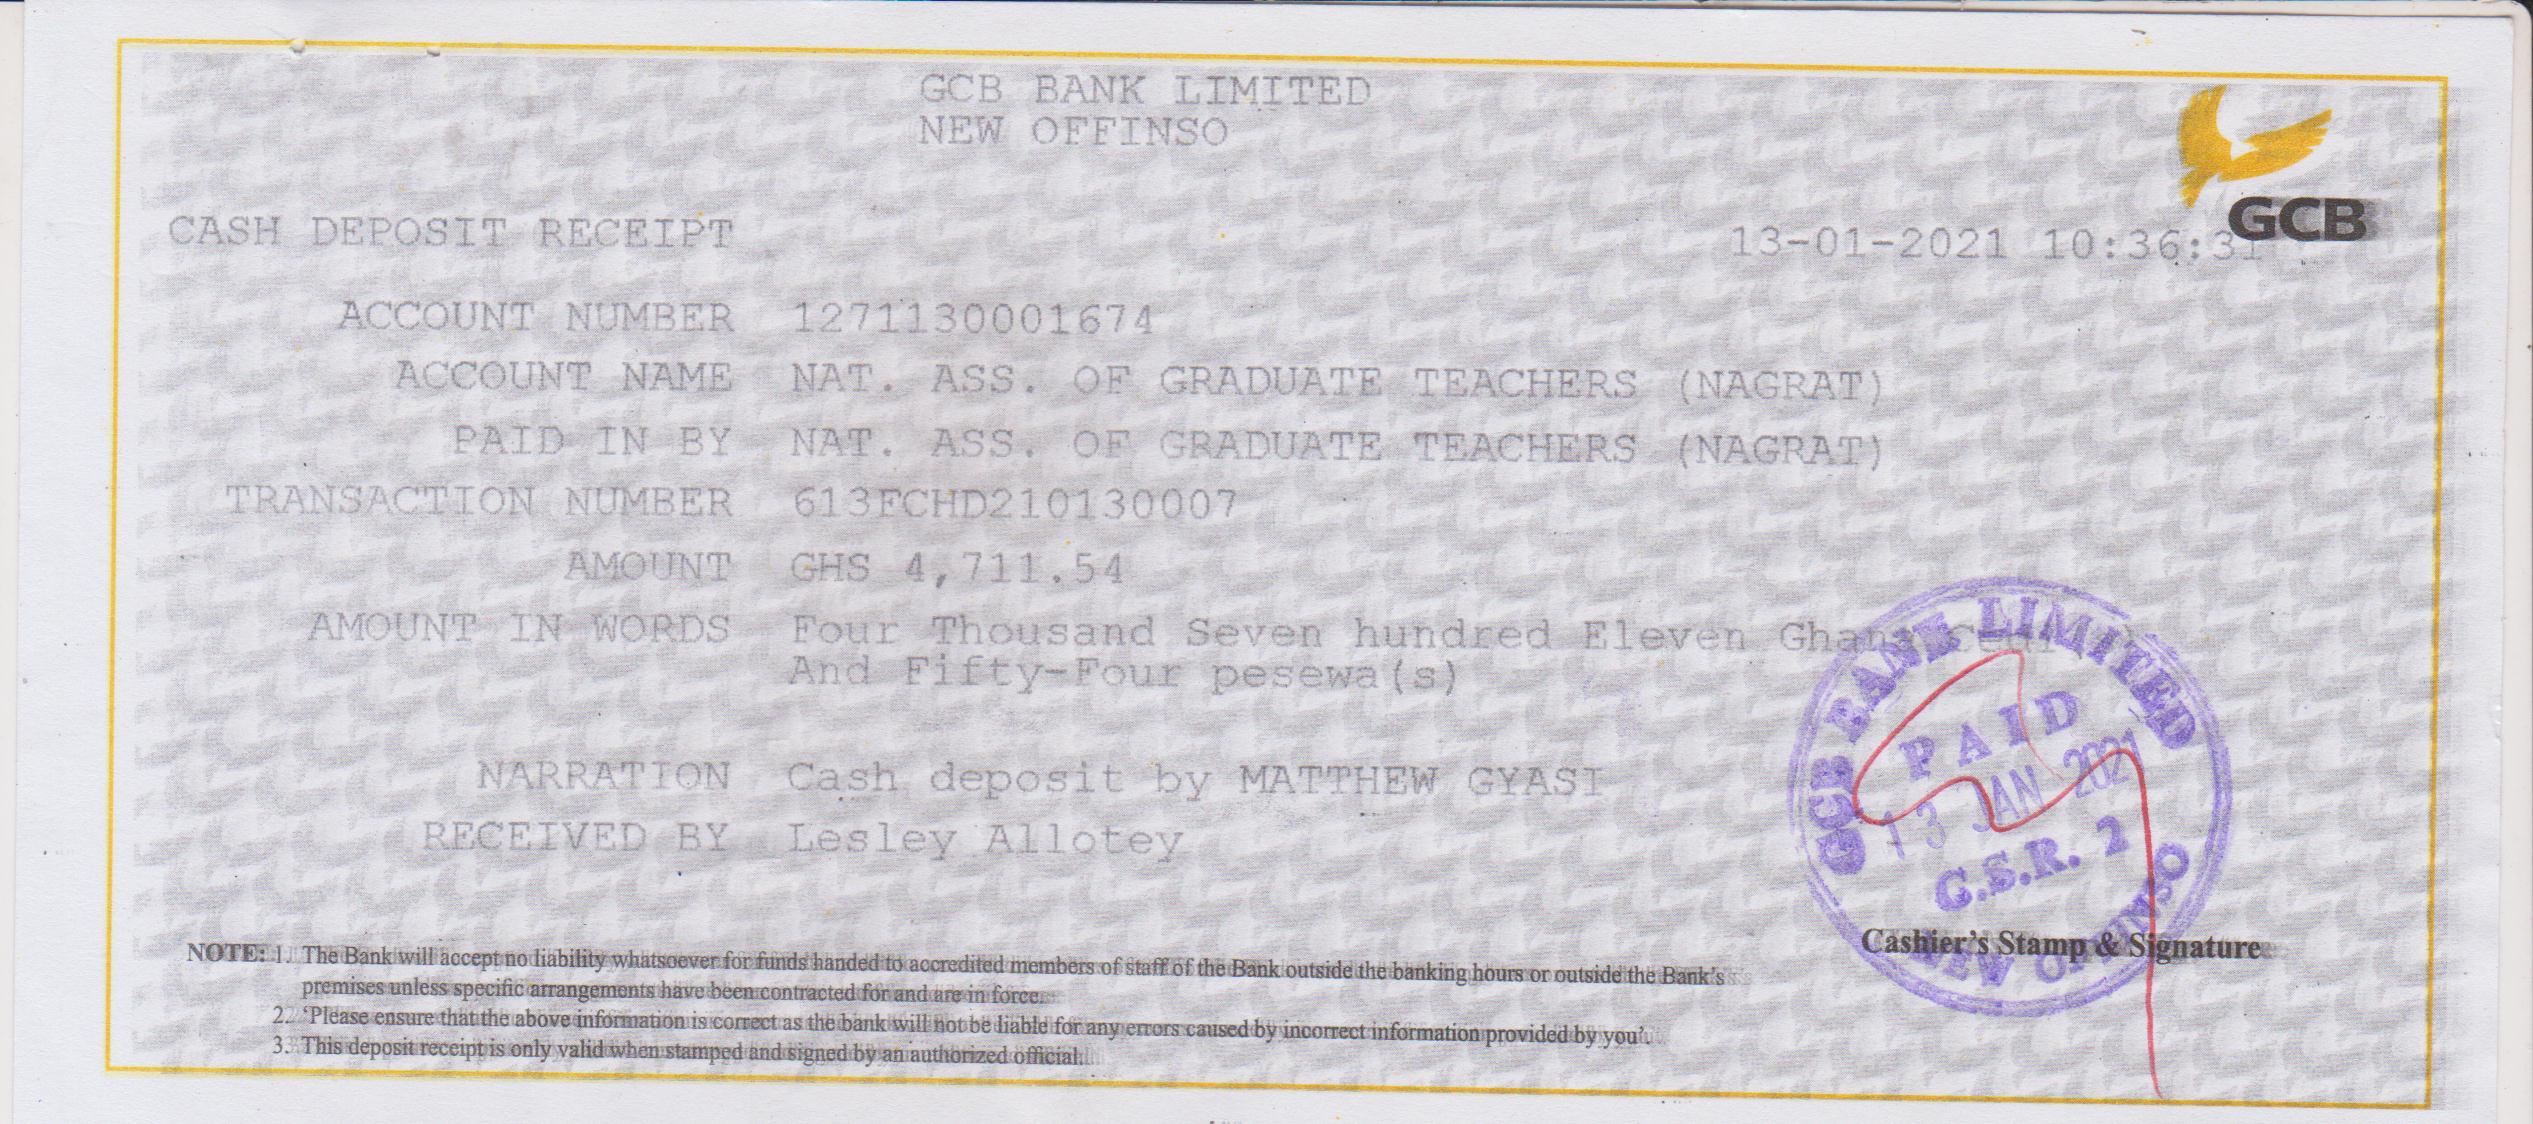 GCB BANK LIMITED
NEW OFFINSO
GCB
CASH DEPOSIT RECEIPT 13-01-2021 10:36:31
ACCOUNT NUMBER 1271130001674
ACCOUNT NAME NAT. ASS. OF GRADUATE TEACHERS (NAGRAT)
PAID IN BY NAT. ASS. OF GRADUATE TEACHERS (NAGRAT)
TRANSACTION NUMBER 613FCHD210130007
AMOUNT GHS 4,711.54
AMOUNT IN WORDS Four Thousand Seven hundred Eleven Ghana
And Fifty-Four pesewa(s)
NARRATION Cash deposit by MATTHEW GYASI
RECEIVED BY Lesley Allotey
GCB BANK LIMITED
PAID
13 JAN 2021
C.S.R. 2
NEW OFFINSO
Cashier's Stamp & Signature
NOTE: 1. The Bank will accept no liability whatsoever for funds handed to accredited members of staff of the Bank outside the banking hours or outside the Bank's
premises unless specific arrangements have been contracted for and are in force.
2. 'Please ensure that the above information is correct as the bank will not be liable for any errors caused by incorrect information provided by you'.
3. This deposit receipt is only valid when stamped and signed by an authorized official.